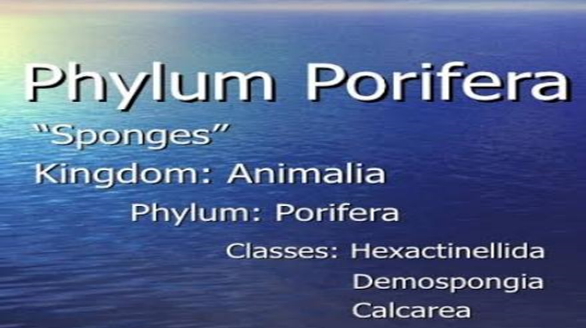 Phylum Porifera
“Sponges”
Kingdom: Animalia
Phylum: Porifera
Classes: Hexactinellida
Demospongia
Calcarea